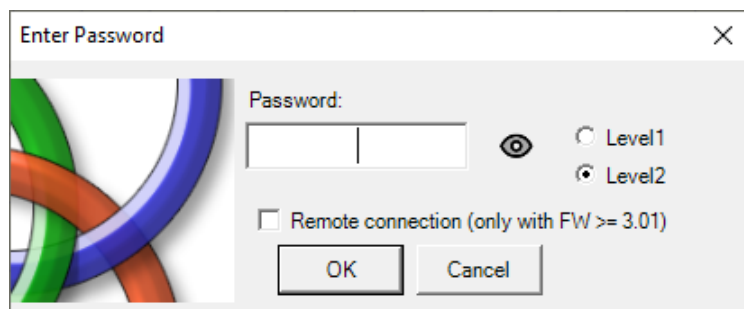 Enter Password
Password:
Level1
Level2
Remote connection (only with FW >= 3.01)
OK
Cancel